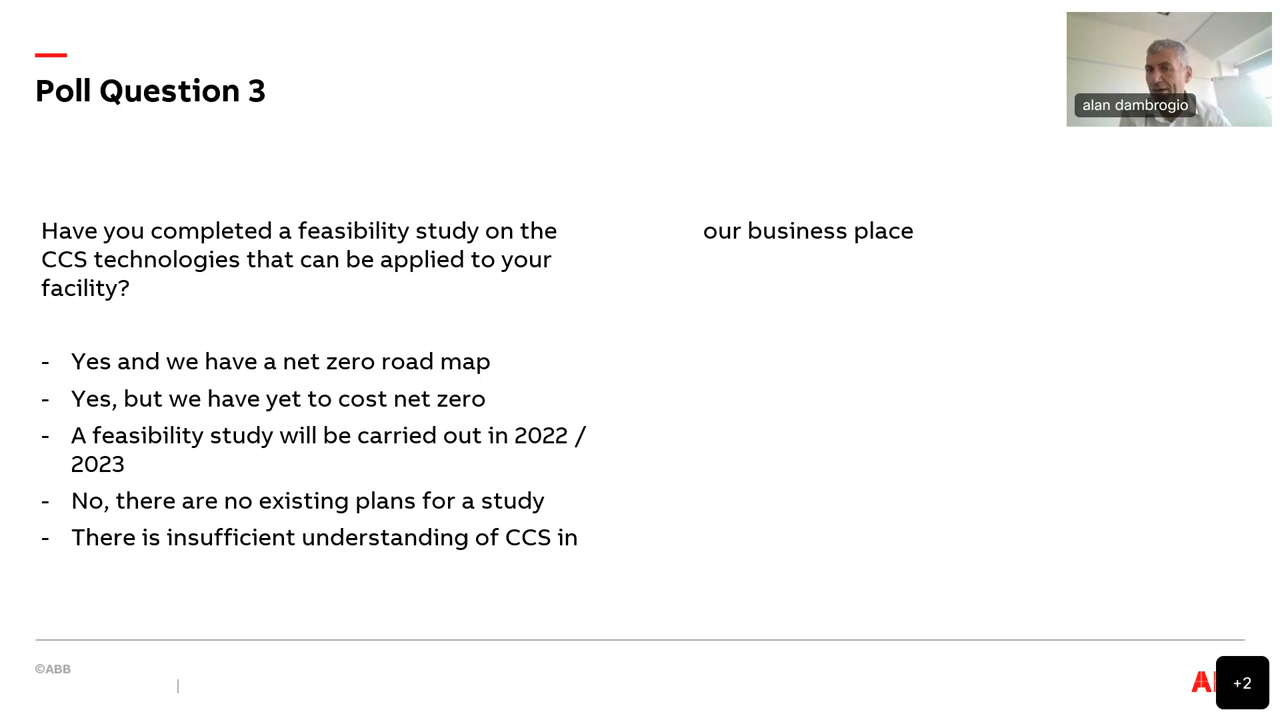 Poll Question 3
alan dambrogio
Have you completed a feasibility study on the
CCS technologies that can be applied to your
facility?
- Yes and we have a net zero road map
- Yes, but we have yet to cost net zero
- A feasibility study will be carried out in 2022 /
2023
- No, there are no existing plans for a study
- There is insufficient understanding of CCS in
our business place
©ABB
|
+2